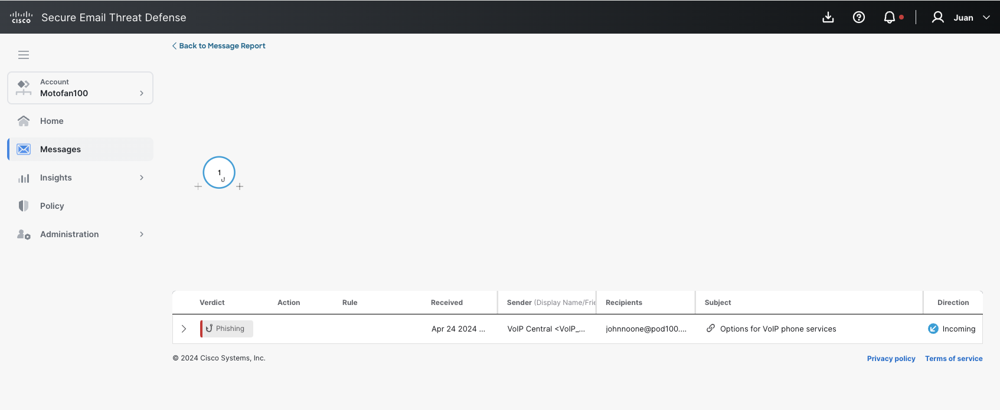 CISCO Secure Email Threat Defense Juan
Back to Message Report
Account
Motofan100
Home
Messages
Insights
Policy
Administration
1
Verdict Action Rule Received Sender (Display Name/Frie Recipients Subject Direction
Phishing Apr 24 2024 ... VoIP Central <VoIP_... johnnoone@pod100.... Options for VoIP phone services Incoming
© 2024 Cisco Systems, Inc. Privacy policy Terms of service